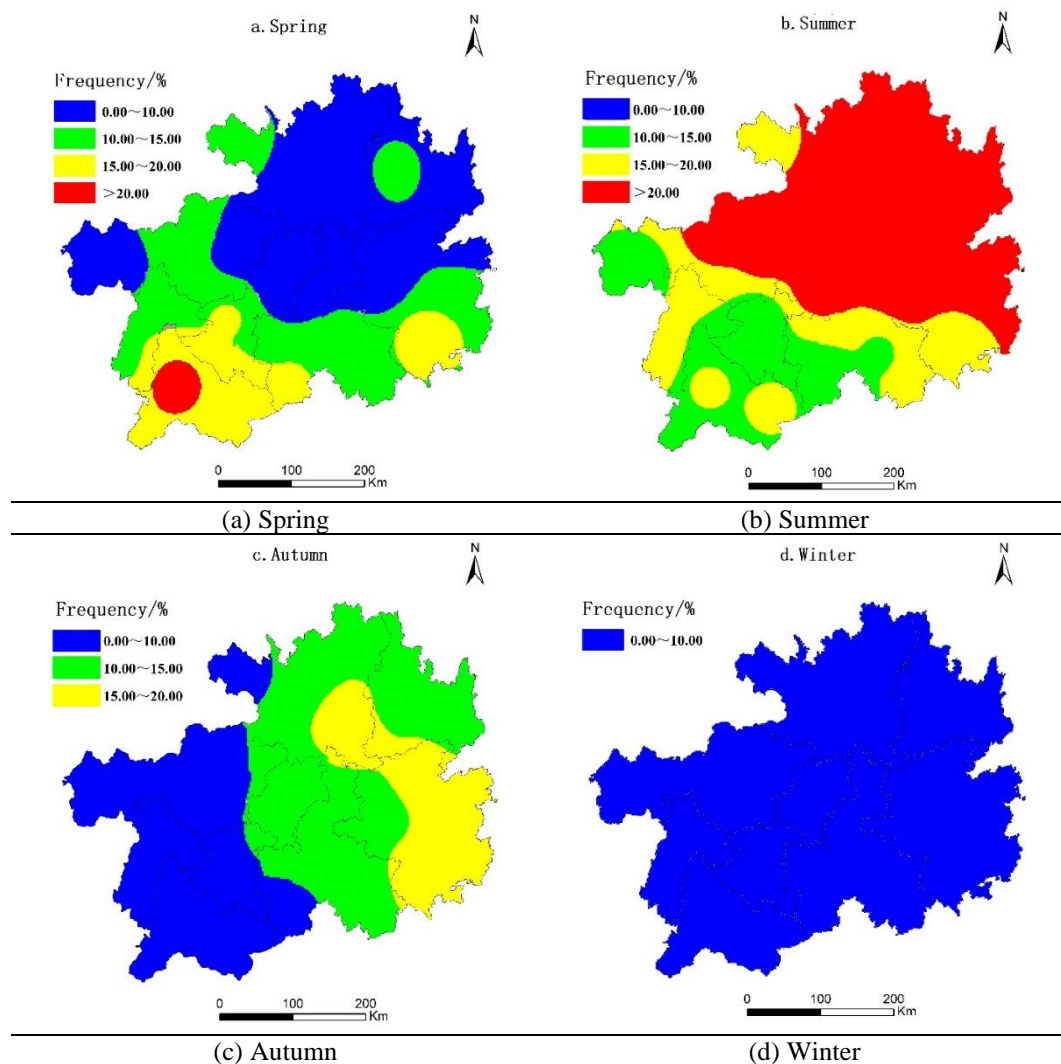 a.Spring
N
Frequency/%
0.00～10.00
10.00～15.00
15.00～20.00
＞20.00
0 100 200
Km
(a) Spring
b.Summer
N
Frequency/%
0.00～10.00
10.00～15.00
15.00～20.00
＞20.00
0 100 200
Km
(b) Summer
c.Autumn
N
Frequency/%
0.00～10.00
10.00～15.00
15.00～20.00
0 100 200
Km
(c) Autumn
d.Winter
N
Frequency/%
0.00～10.00
0 100 200
Km
(d) Winter